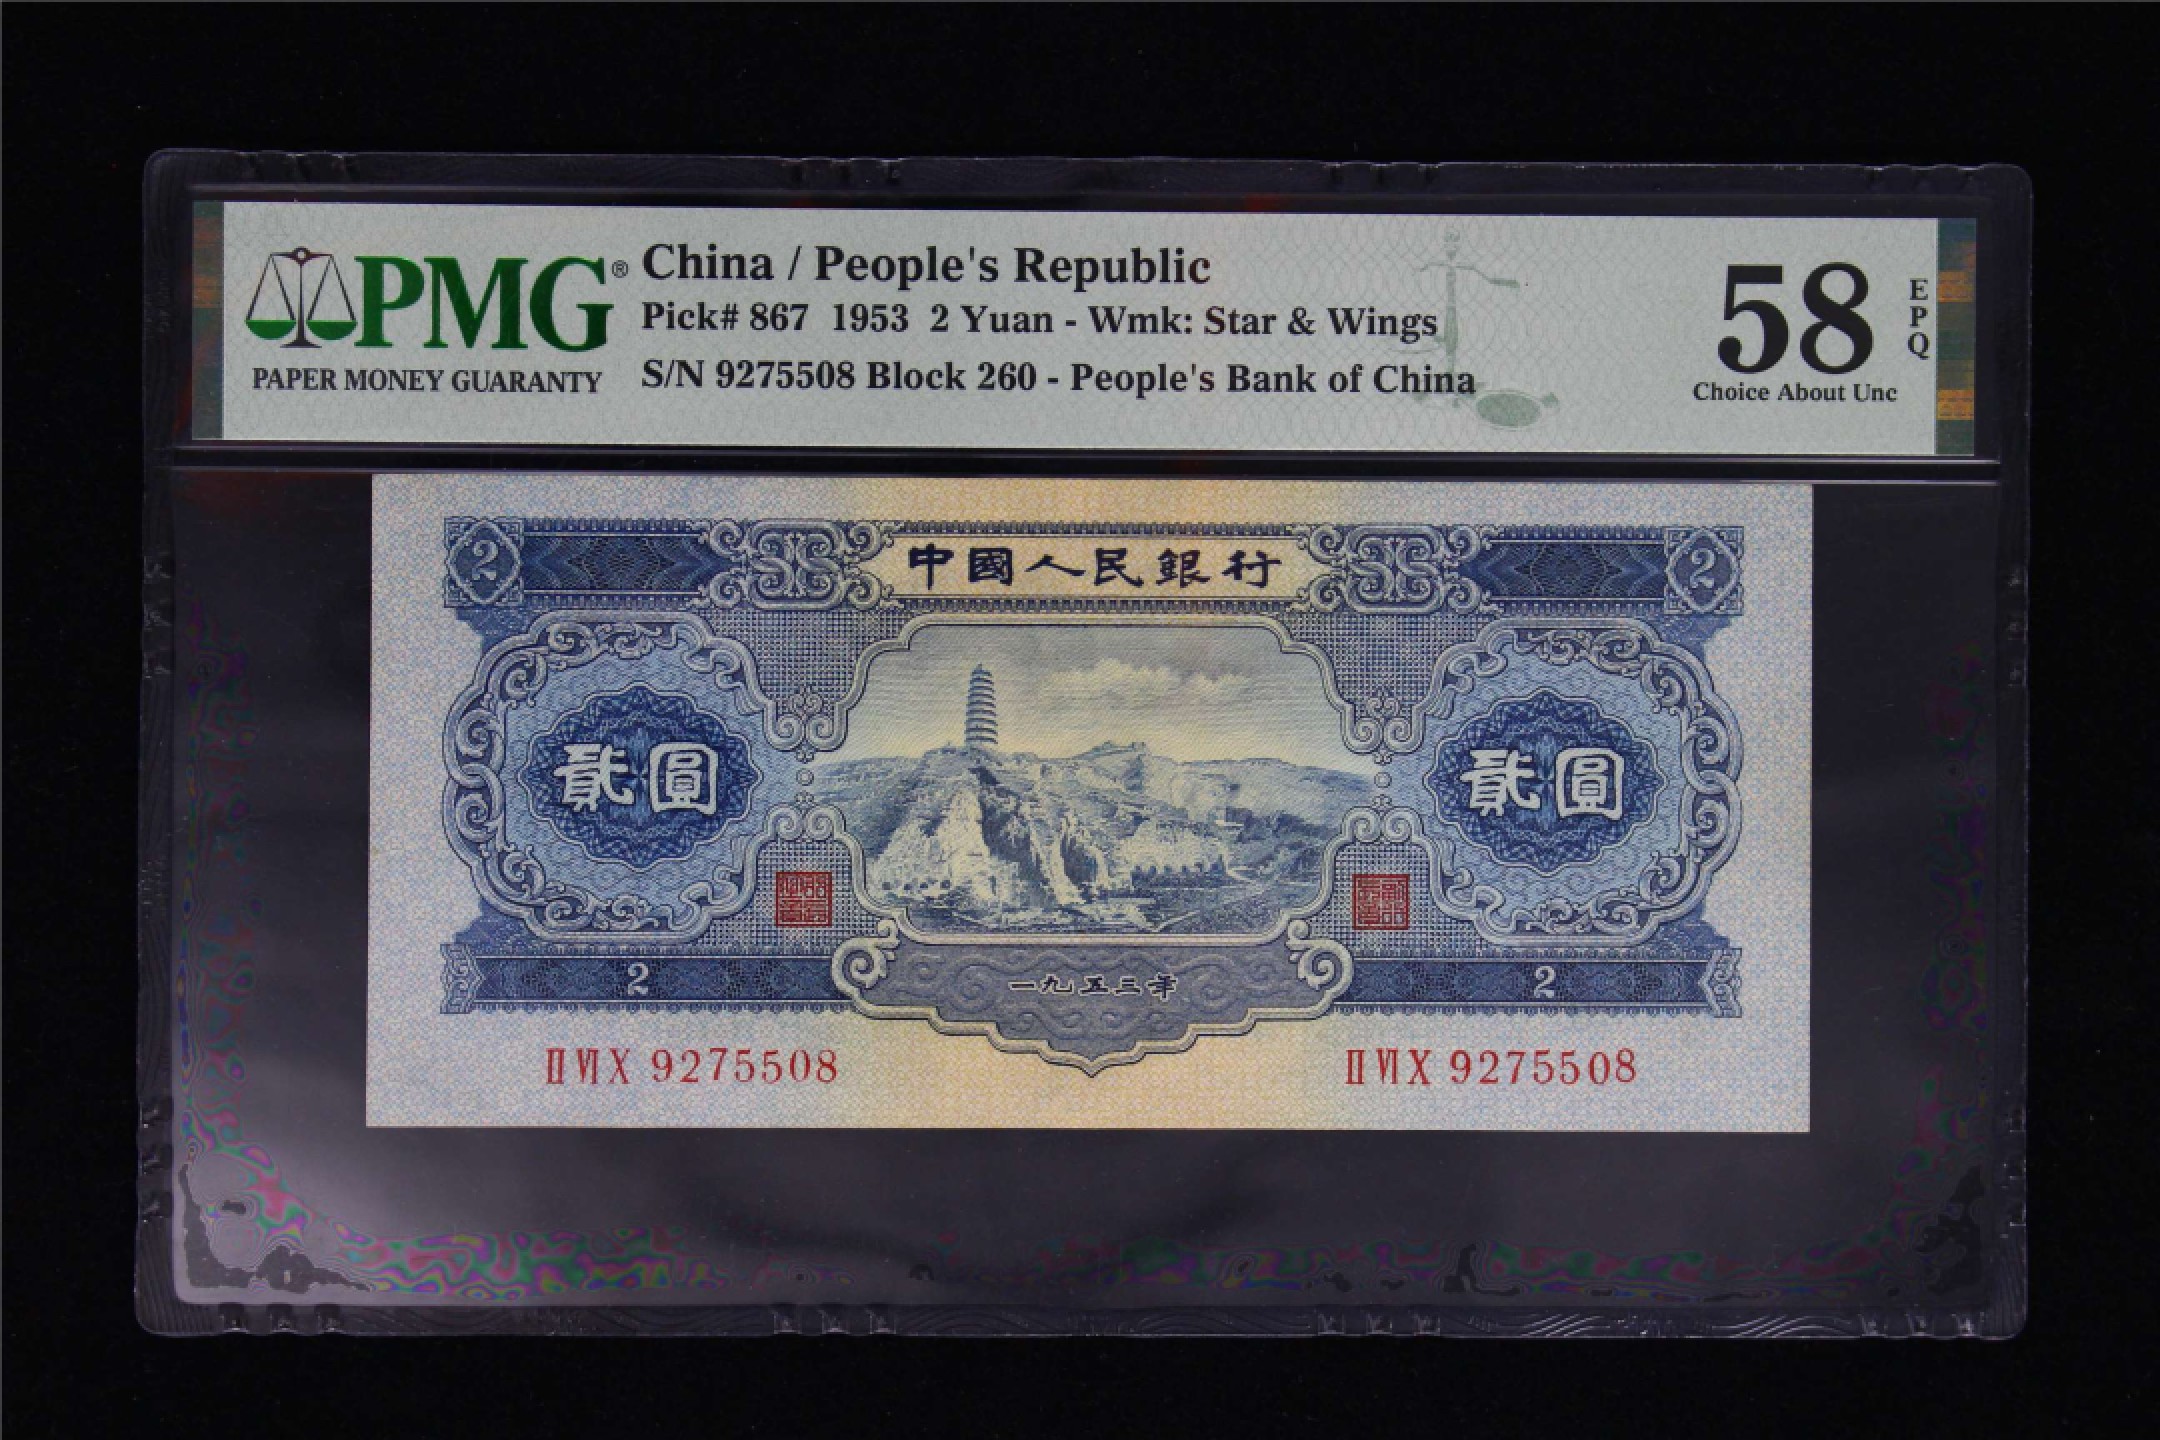 PMG®
PAPER MONEY GUARANTY
China / People's Republic
Pick# 867 1953 2 Yuan - Wmk: Star & Wings
S/N 9275508 Block 260 - People's Bank of China
58
EPQ
Choice About Unc
2 中國人民銀行 2
貳圓 貳圓
2 一九五三年 2
ⅡⅥⅩ 9275508 ⅡⅥⅩ 9275508